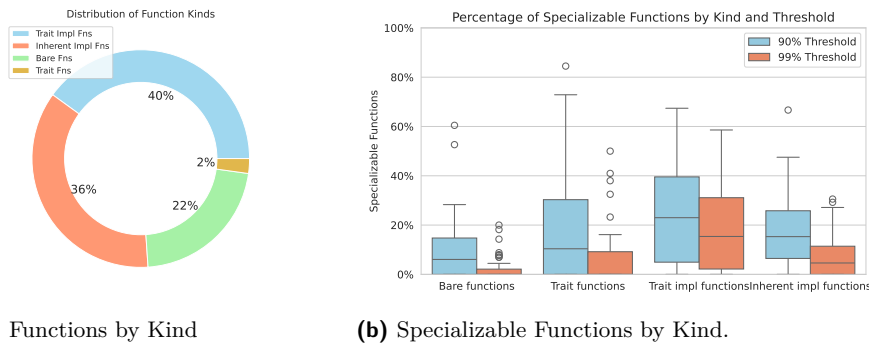 Distribution of Function Kinds
Trait Impl Fns
Inherent Impl Fns
Bare Fns
Trait Fns
40%
2%
36%
22%
Functions by Kind
Percentage of Specializable Functions by Kind and Threshold
90% Threshold
99% Threshold
Specializable Functions
100%
80%
60%
40%
20%
0%
Bare functions
Trait functions
Trait impl functions
Inherent impl functions
(b) Specializable Functions by Kind.